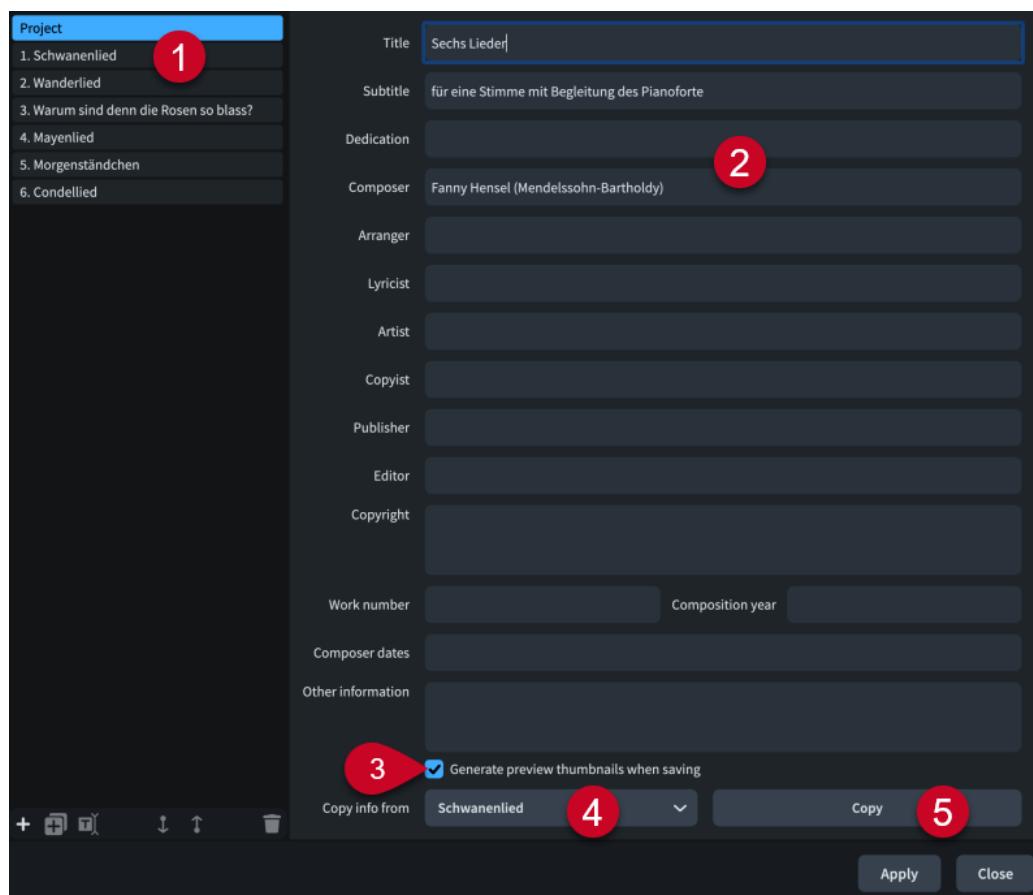 Project
1. Schwanenlied
1
2. Wanderlied
3. Warum sind denn die Rosen so blass?
4. Mayenlied
5. Morgenständchen
6. Condellied
Title Sechs Lieder
Subtitle für eine Stimme mit Begleitung des Pianoforte
Dedication
2
Composer Fanny Hensel (Mendelssohn-Bartholdy)
Arranger
Lyricist
Artist
Copyist
Publisher
Editor
Copyright
Work number Composition year
Composer dates
Other information
3 Generate preview thumbnails when saving
Copy info from Schwanenlied 4 Copy 5
Apply Close